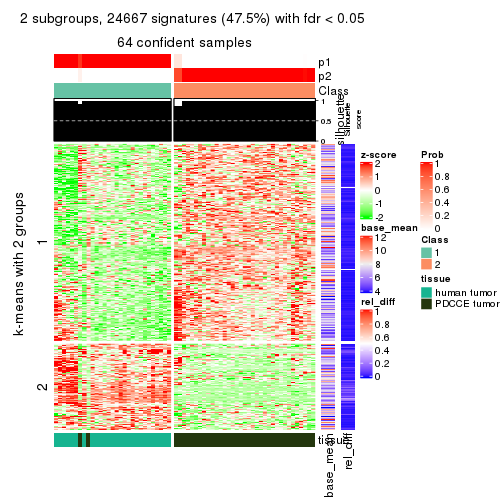 2 subgroups, 24667 signatures (47.5%) with fdr < 0.05
64 confident samples
p1
p2
Class
silhouette
1
0.5
0
Silhouette
score
k-means with 2 groups
1
2
tissue
base_mean
rel_diff
z-score
2
1
0
-1
-2
base_mean
12
10
8
6
4
rel_diff
1
0.8
0.6
0.4
0.2
0
Prob
1
0.8
0.6
0.4
0.2
0
Class
1
2
tissue
human tumor
PDCCE tumor